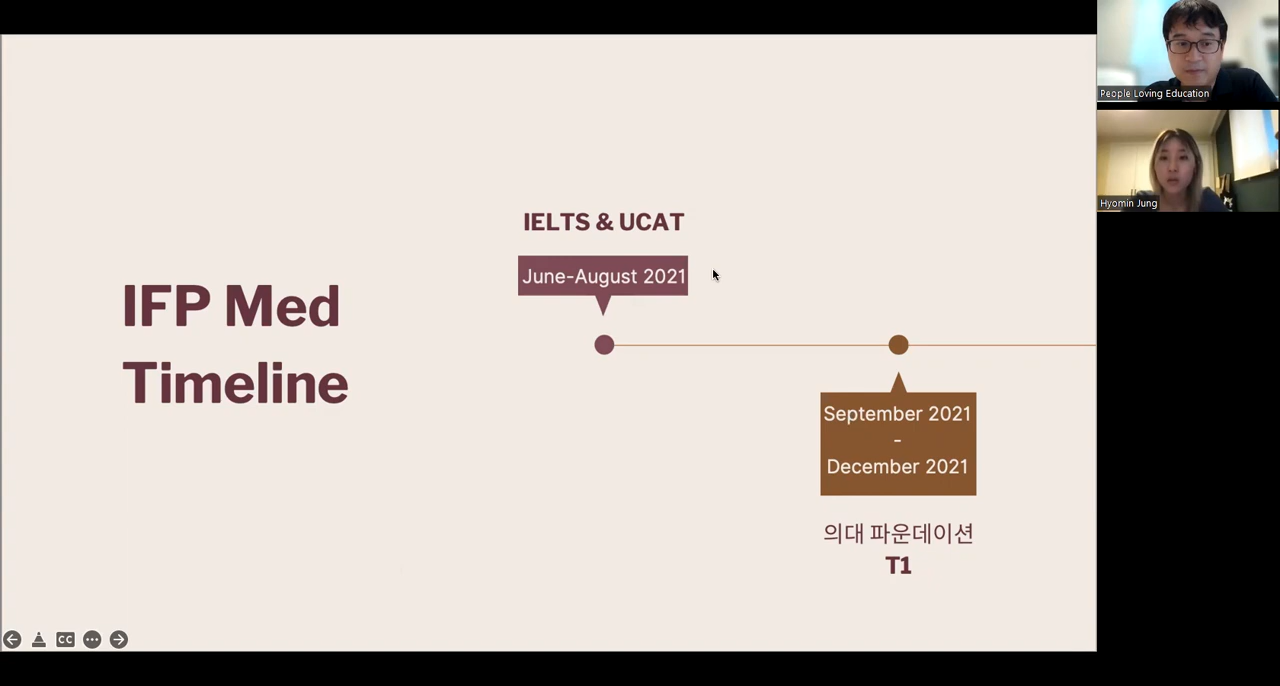 IFP Med
Timeline
IELTS & UCAT
June-August 2021
September 2021
-
December 2021
의대 파운데이션
T1
People Loving Education
Hyomin Jung
CC